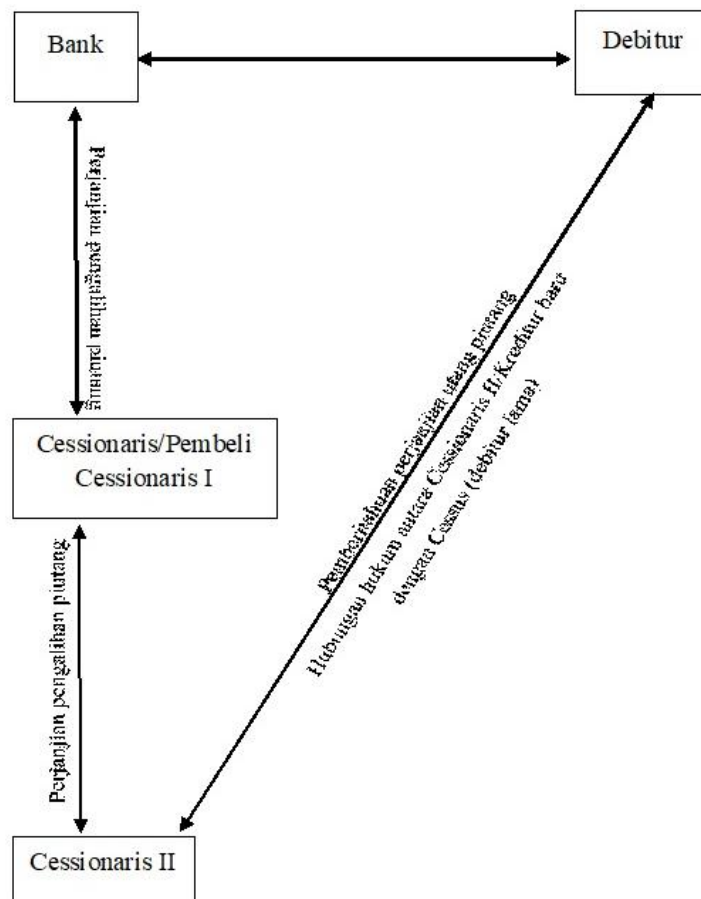 Bank
Debitur
Perjanjian pengalihan piutang
Cessionaris/Pembeli
Cessionaris I
Pemberitahuan perjanjian utang piutang
Hubungan hukum antara Cessionaris II/Kreditur baru
dengan Cessus (debitur lama)
Perjanjian pengalihan piutang
Cessionaris II